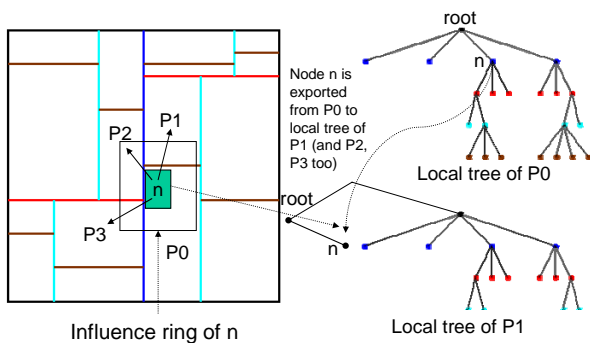 root
n
Node n is
exported
from P0 to
local tree of
P1 (and P2,
P3 too)
Local tree of P0
P2
P1
n
P3
P0
root
n
Influence ring of n
Local tree of P1